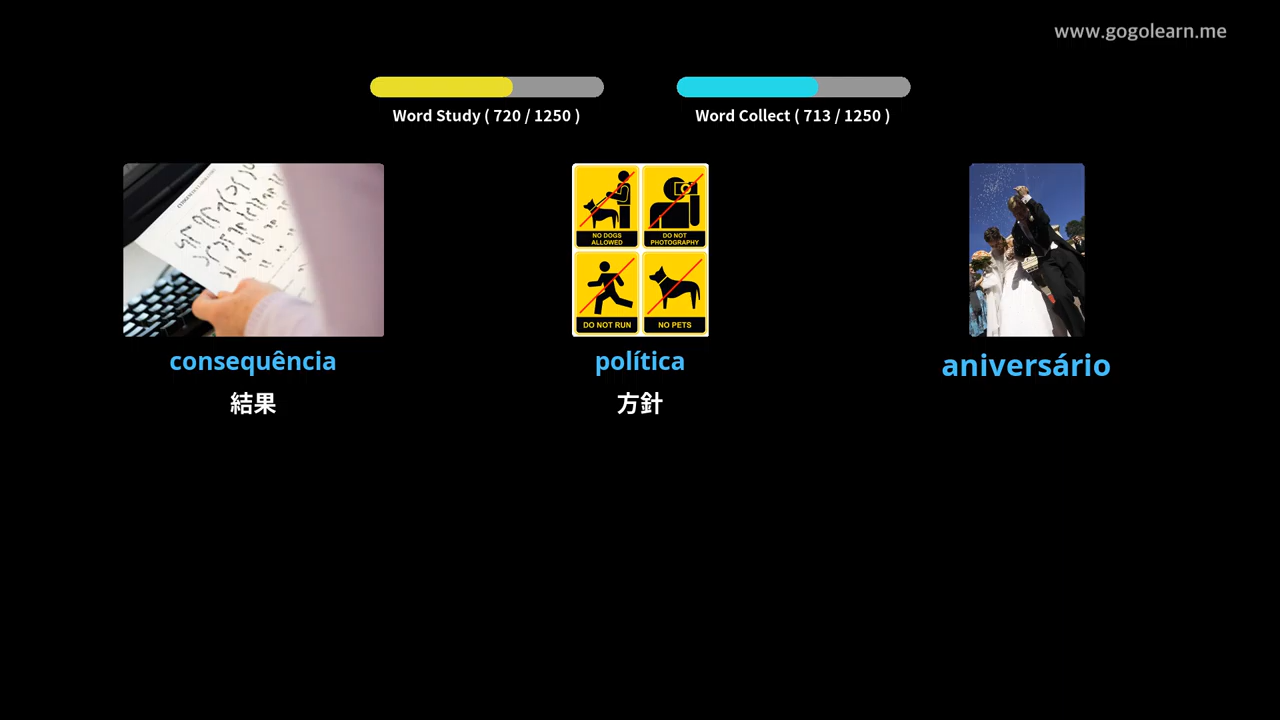 www.gogolearn.me
Word Study ( 720 / 1250 )
Word Collect ( 713 / 1250 )
NO DOGS
ALLOWED
DO NOT
PHOTOGRAPHY
DO NOT RUN
NO PETS
consequência
política
aniversário
結果
方針